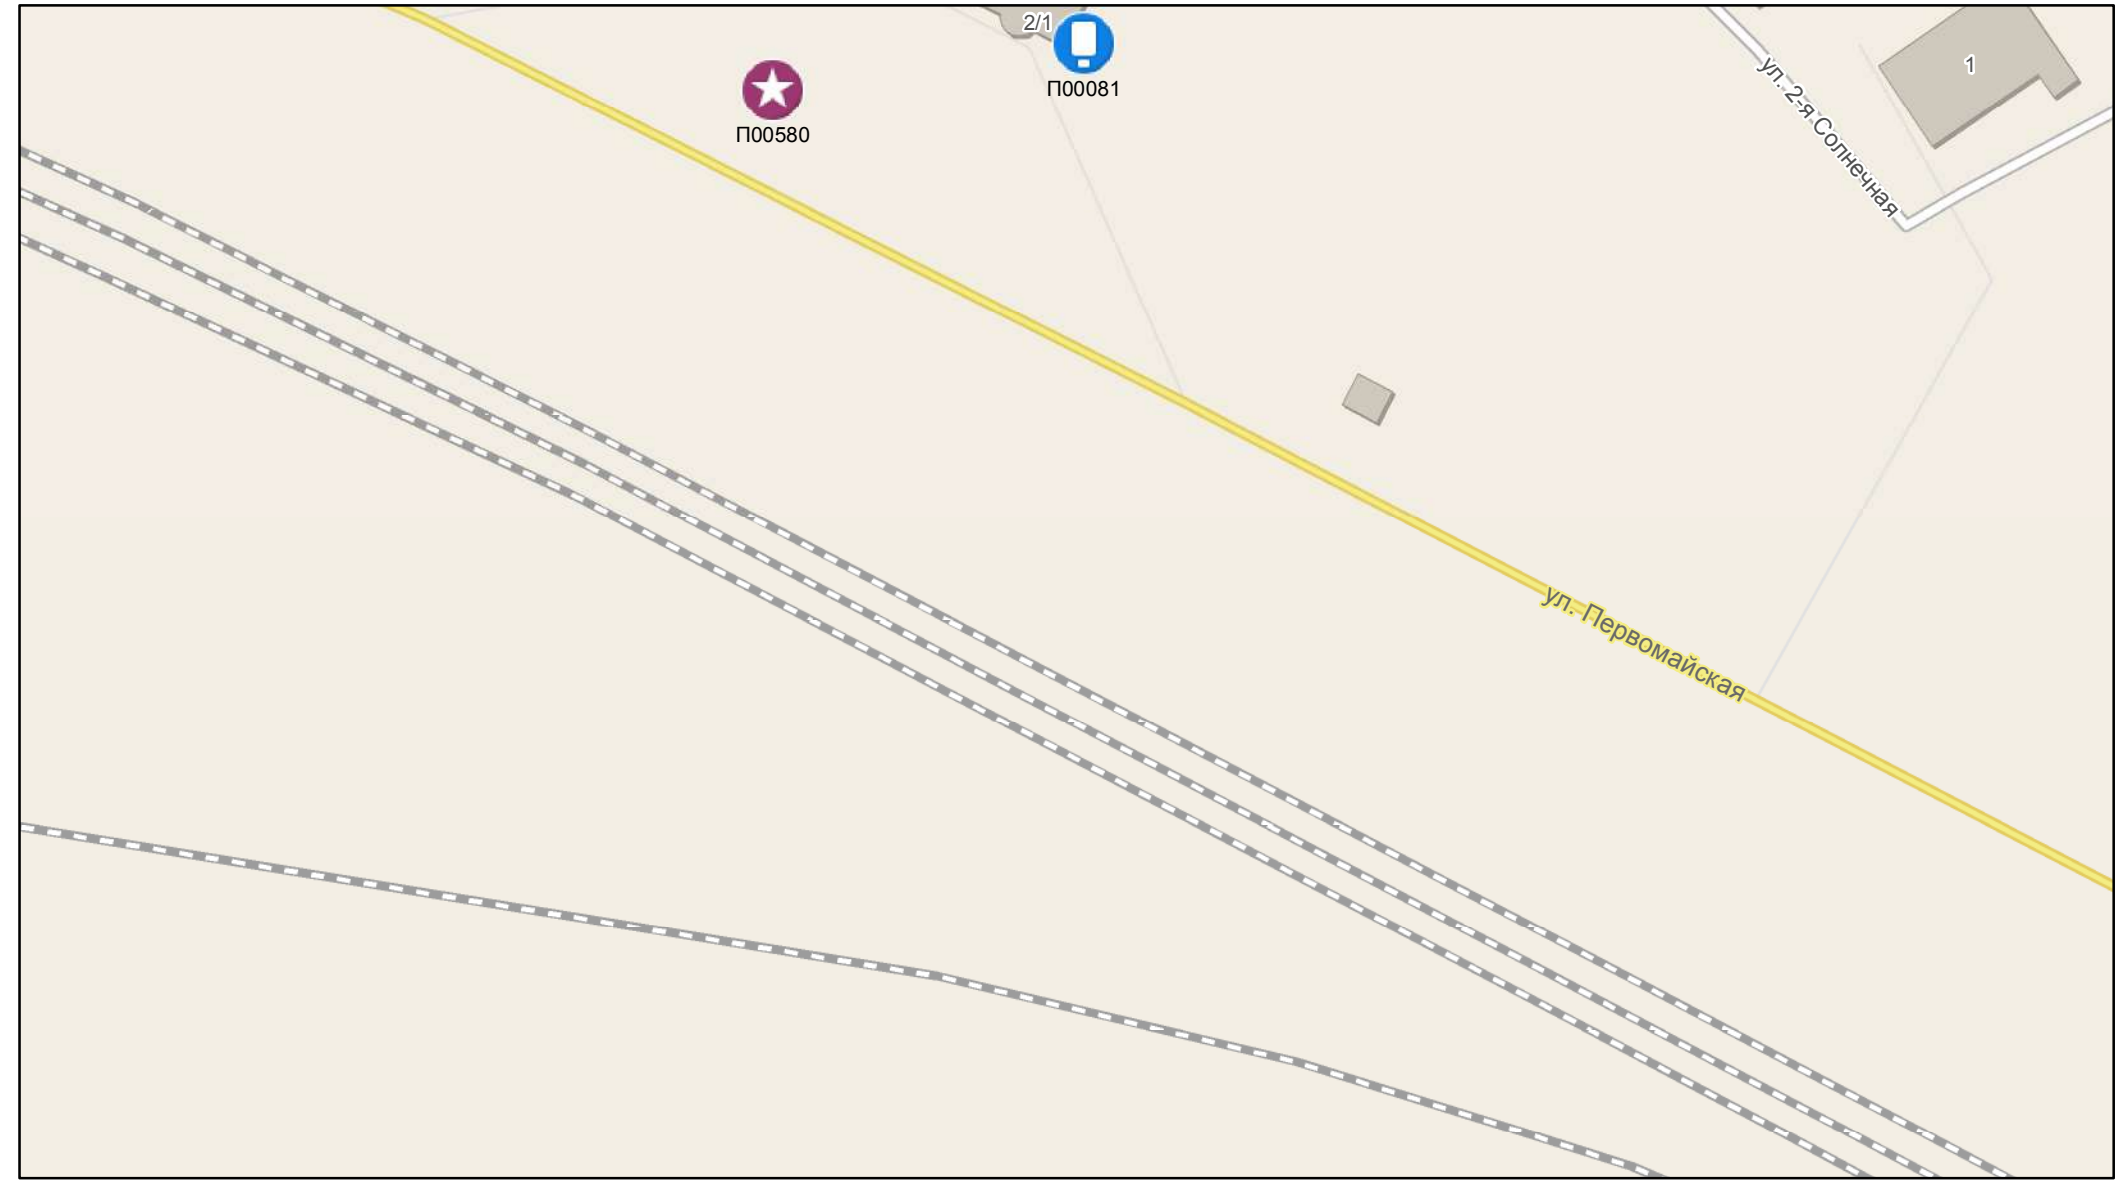 2/1
П00081
П00580
1
ул. 2-я Солнечная
ул. Первомайская